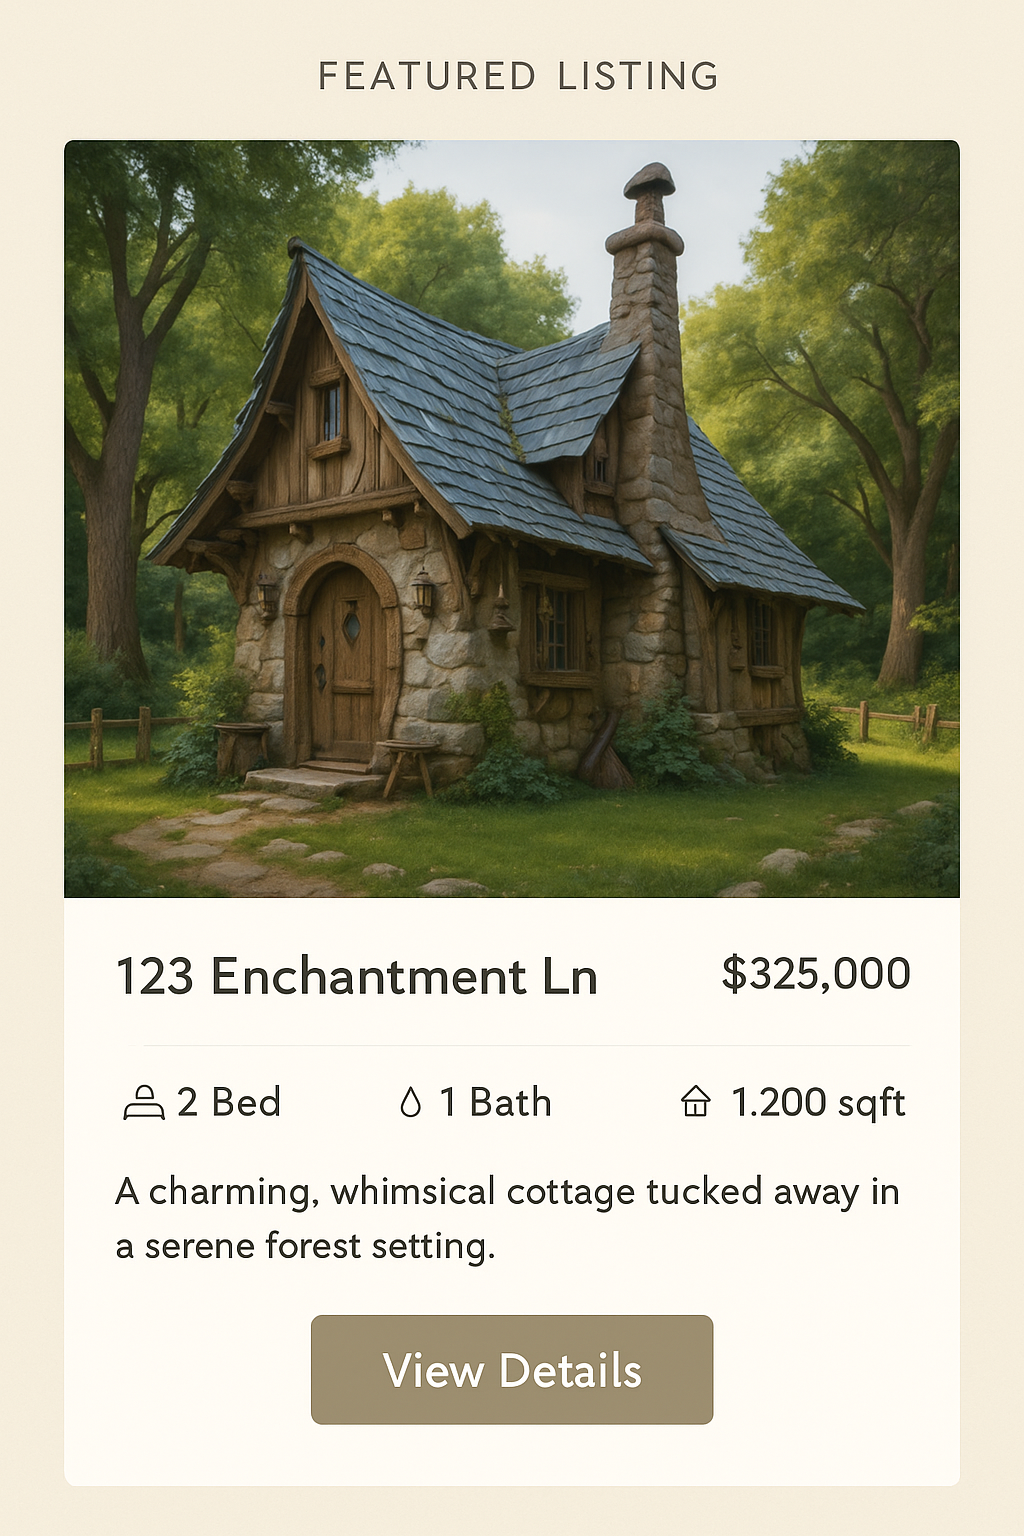 FEATURED LISTING
123 Enchantment Ln
$325,000
2 Bed
1 Bath
1.200 sqft
A charming, whimsical cottage tucked away in
a serene forest setting.
View Details